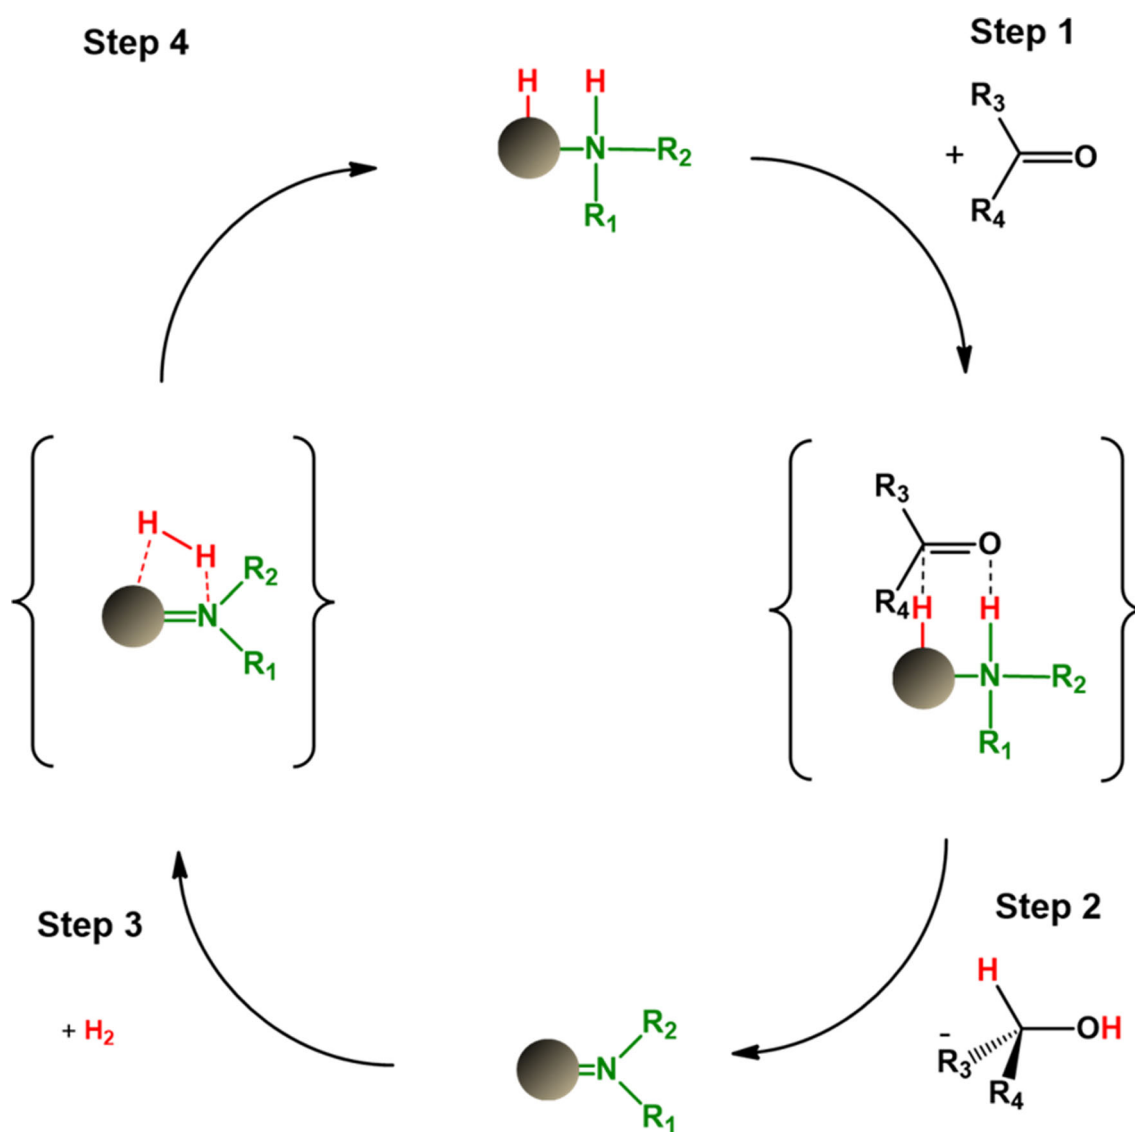 Step 4
Step 1
H H
N R₂
R₁
R₃
+ O
R₄
H
H R₂
N
R₁
R₃
O
R₄ H H
N R₂
R₁
Step 3
+ H₂
R₂
N
R₁
Step 2
H
- OH
R₃
R₄